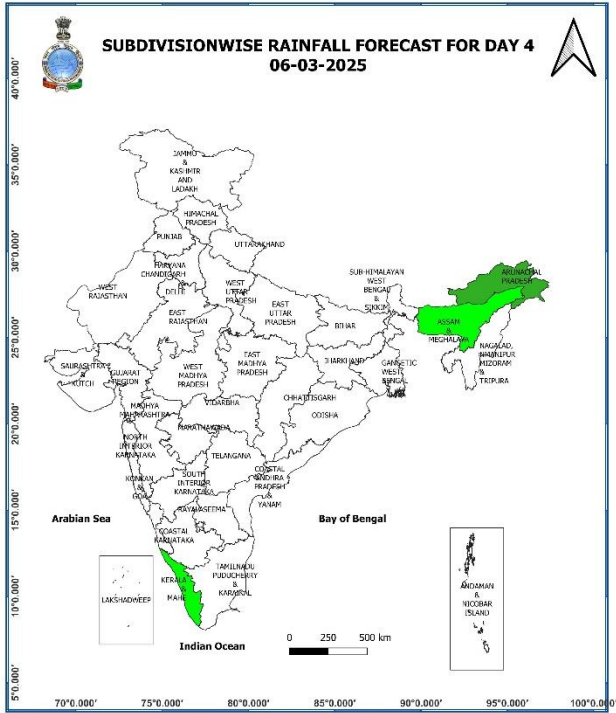 SUBDIVISIONWISE RAINFALL FORECAST FOR DAY 4
06-03-2025
40°0.000'
35°0.000'
30°0.000'
25°0.000'
20°0.000'
15°0.000'
10°0.000'
5°0.000'
JAMMU
&
KASHMIR
AND
LADAKH
HIMACHAL
PRADESH
PUNJAB
UTTARAKHAND
HARYANA
CHANDIGARH
DELHI
WEST
RAJASTHAN
WEST
UTTAR
PRADESH
EAST
RAJASTHAN
EAST
UTTAR
PRADESH
SUB-HIMALAYAN
WEST
BENGAL
&
SIKKIM
ARUNACHAL
PRADESH
BIHAR
ASSAM
&
MEGHALAYA
NAGALAD,
MANIPUR
MIZORAM
&
TRIPURA
SAURASHTRA
&
KUTCH
GUJARAT
REGION
WEST
MADHYA
PRADESH
EAST
MADHYA
PRADESH
JHARKHAND
GANGETIC
WEST
BENGAL
CHHATTISGARH
ODISHA
MADHYA
MAHARASHTRA
VIDARBHA
MARATHAWADA
NORTH
INTERIOR
KARNATAKA
TELANGANA
KONKAN
&
GOA
SOUTH
INTERIOR
KARNATAKA
COASTAL
ANDHRA
PRADESH
&
YANAM
RAYALASEEMA
Arabian Sea
Bay of Bengal
COASTAL
KARNATAKA
KERALA
&
MAHE
TAMILNADU
PUDUCHERRY
&
KARAIKAL
LAKSHADWEEP
ANDAMAN
&
NICOBAR
ISLAND
Indian Ocean
0 250 500 km
70°0.000' 75°0.000' 80°0.000' 85°0.000' 90°0.000' 95°0.000' 100°0.000'